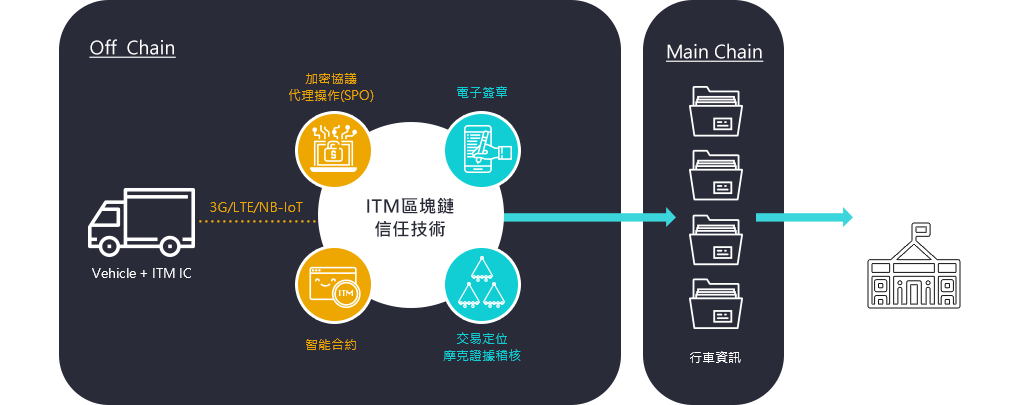 Off Chain
Main Chain
加密協議
代理操作(SPO)
電子簽章
3G/LTE/NB-IoT
ITM區塊鏈
信任技術
Vehicle + ITM IC
ITM
智能合約
交易定位
摩克證據稽核
行車資訊